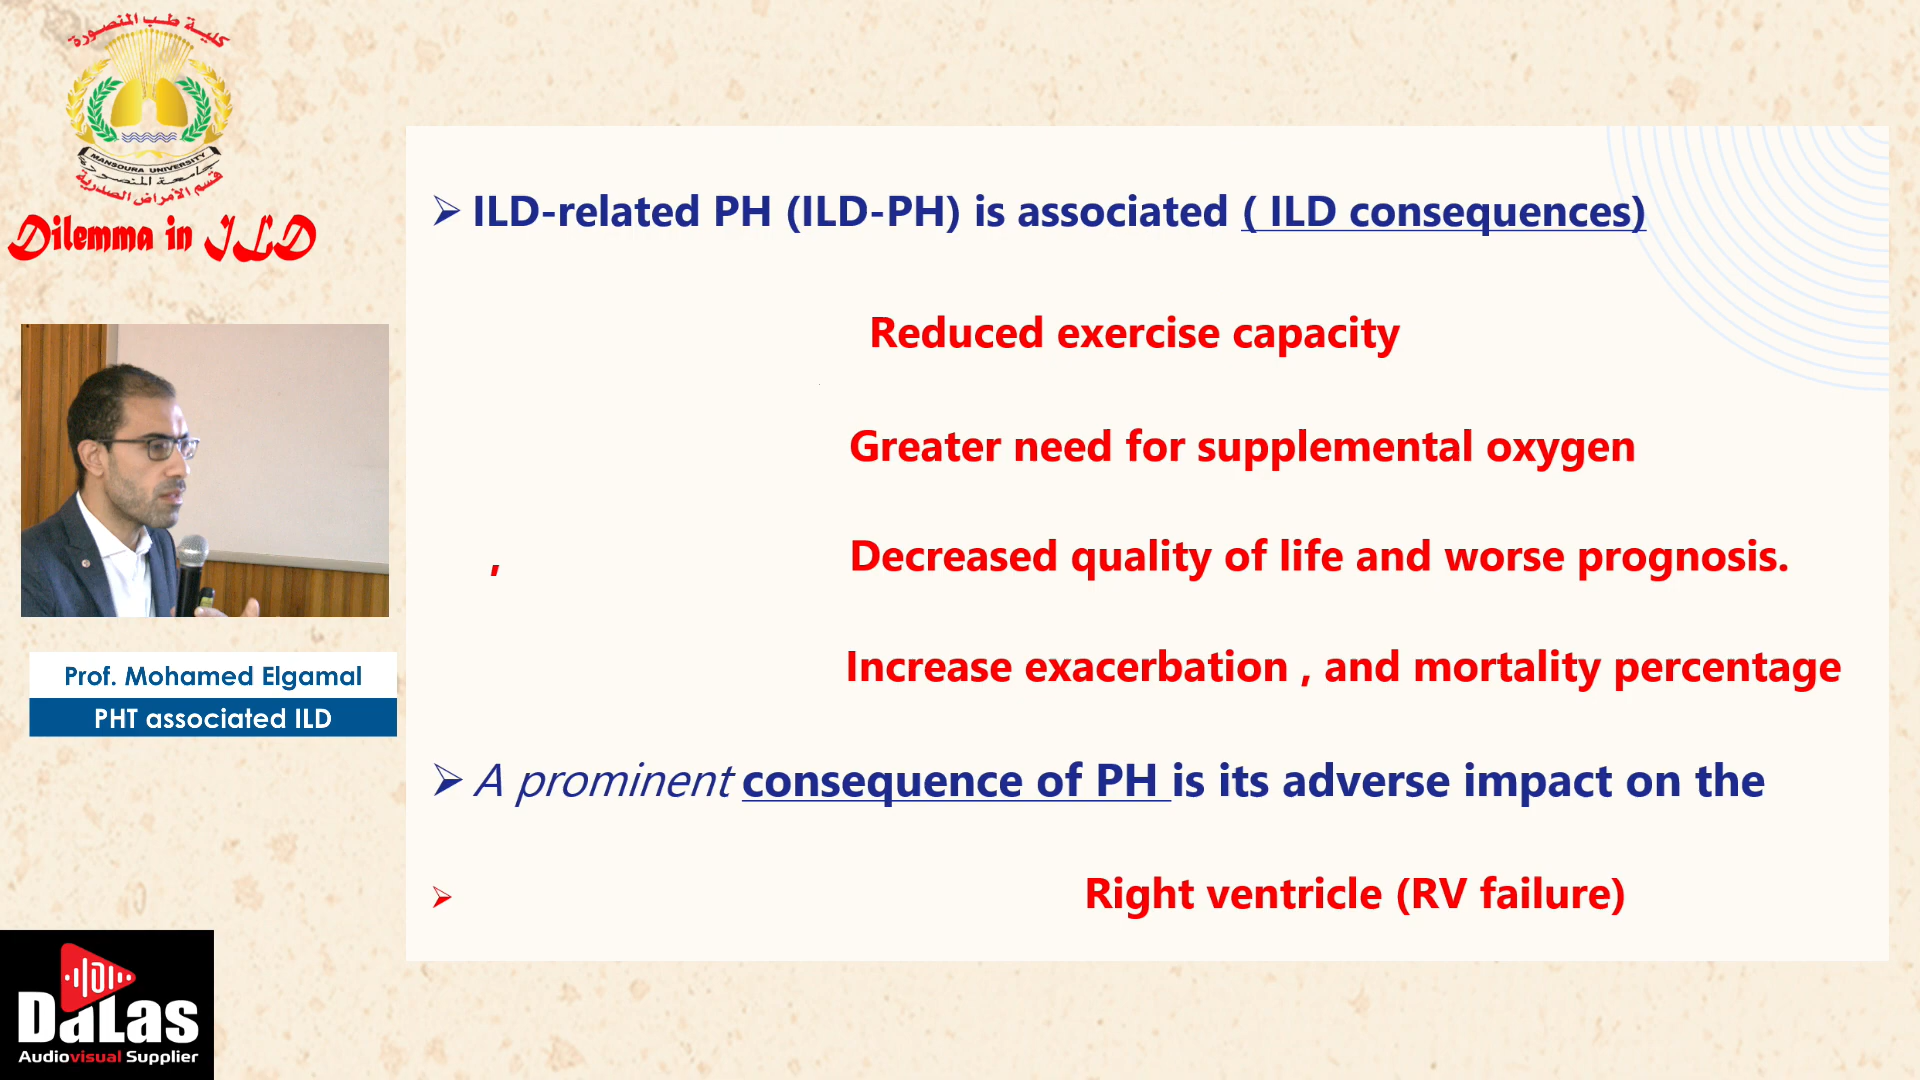 كلية طب المنصورة
MANSOURA UNIVERSITY
جامعة المنصورة
قسم الأمراض الصدرية
Dilemma in ILD
Prof. Mohamed Elgamal
PHT associated ILD
DaLas
Audiovisual Supplier
➢ ILD-related PH (ILD-PH) is associated ( ILD consequences)
Reduced exercise capacity
Greater need for supplemental oxygen
, Decreased quality of life and worse prognosis.
Increase exacerbation , and mortality percentage
➢ A prominent consequence of PH is its adverse impact on the
➢ Right ventricle (RV failure)